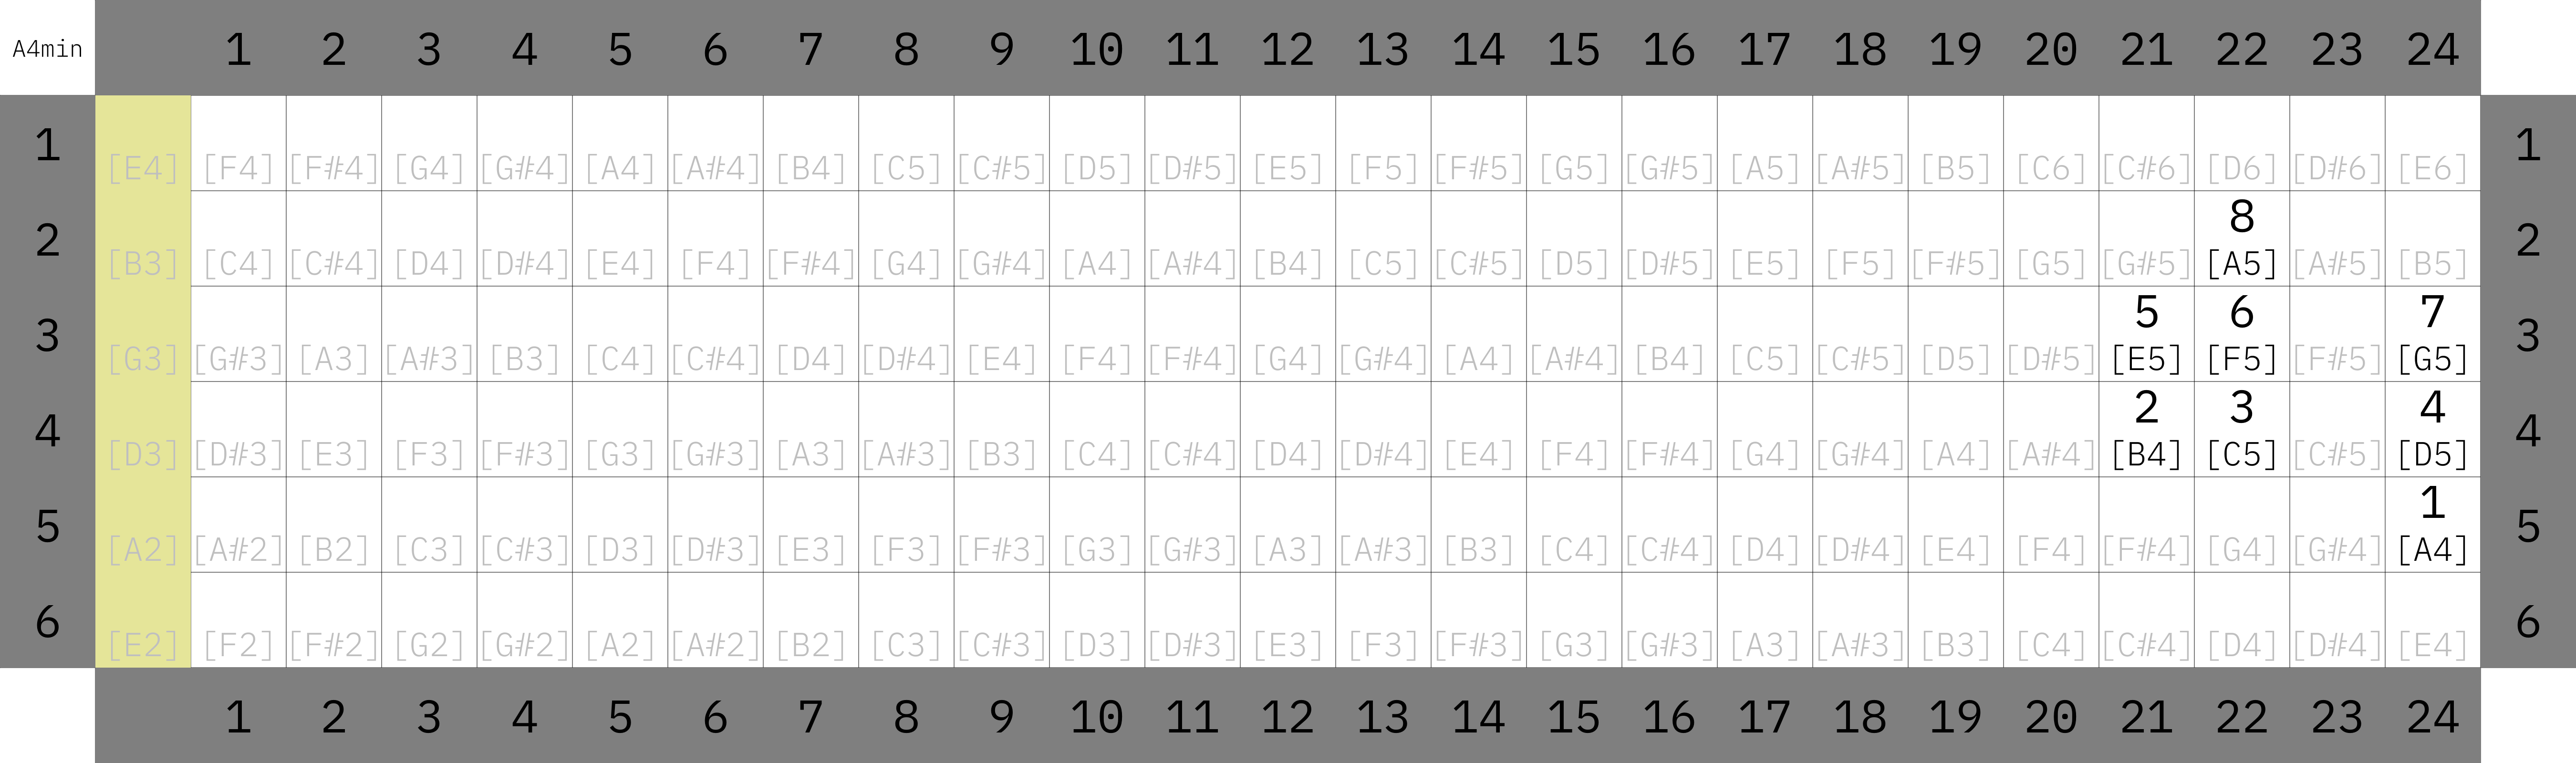 A4min 1 2 3 4 5 6 7 8 9 10 11 12 13 14 15 16 17 18 19 20 21 22 23 24
1 [E4] [F4] [F#4] [G4] [G#4] [A4] [A#4] [B4] [C5] [C#5] [D5] [D#5] [E5] [F5] [F#5] [G5] [G#5] [A5] [A#5] [B5] [C6] [C#6] [D6] [D#6] [E6] 1
8
2 [B3] [C4] [C#4] [D4] [D#4] [E4] [F4] [F#4] [G4] [G#4] [A4] [A#4] [B4] [C5] [C#5] [D5] [D#5] [E5] [F5] [F#5] [G5] [G#5] [A5] [A#5] [B5] 2
5 6 7
3 [G3] [G#3] [A3] [A#3] [B3] [C4] [C#4] [D4] [D#4] [E4] [F4] [F#4] [G4] [G#4] [A4] [A#4] [B4] [C5] [C#5] [D5] [D#5] [E5] [F5] [F#5] [G5] 3
2 3 4
4 [D3] [D#3] [E3] [F3] [F#3] [G3] [G#3] [A3] [A#3] [B3] [C4] [C#4] [D4] [D#4] [E4] [F4] [F#4] [G4] [G#4] [A4] [A#4] [B4] [C5] [C#5] [D5] 4
1
5 [A2] [A#2] [B2] [C3] [C#3] [D3] [D#3] [E3] [F3] [F#3] [G3] [G#3] [A3] [A#3] [B3] [C4] [C#4] [D4] [D#4] [E4] [F4] [F#4] [G4] [G#4] [A4] 5
6 [E2] [F2] [F#2] [G2] [G#2] [A2] [A#2] [B2] [C3] [C#3] [D3] [D#3] [E3] [F3] [F#3] [G3] [G#3] [A3] [A#3] [B3] [C4] [C#4] [D4] [D#4] [E4] 6
1 2 3 4 5 6 7 8 9 10 11 12 13 14 15 16 17 18 19 20 21 22 23 24